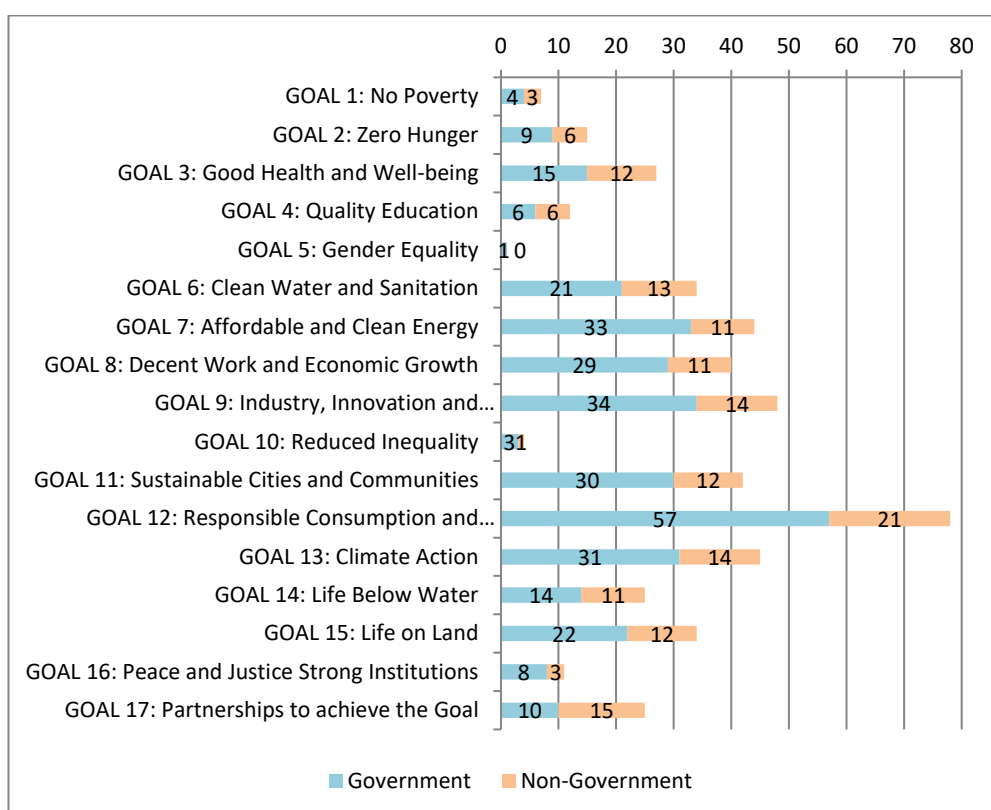 0 10 20 30 40 50 60 70 80
GOAL 1: No Poverty 4 3
GOAL 2: Zero Hunger 9 6
GOAL 3: Good Health and Well-being 15 12
GOAL 4: Quality Education 6 6
GOAL 5: Gender Equality 1 0
GOAL 6: Clean Water and Sanitation 21 13
GOAL 7: Affordable and Clean Energy 33 11
GOAL 8: Decent Work and Economic Growth 29 11
GOAL 9: Industry, Innovation and... 34 14
GOAL 10: Reduced Inequality 3 1
GOAL 11: Sustainable Cities and Communities 30 12
GOAL 12: Responsible Consumption and... 57 21
GOAL 13: Climate Action 31 14
GOAL 14: Life Below Water 14 11
GOAL 15: Life on Land 22 12
GOAL 16: Peace and Justice Strong Institutions 8 3
GOAL 17: Partnerships to achieve the Goal 10 15
Government Non-Government